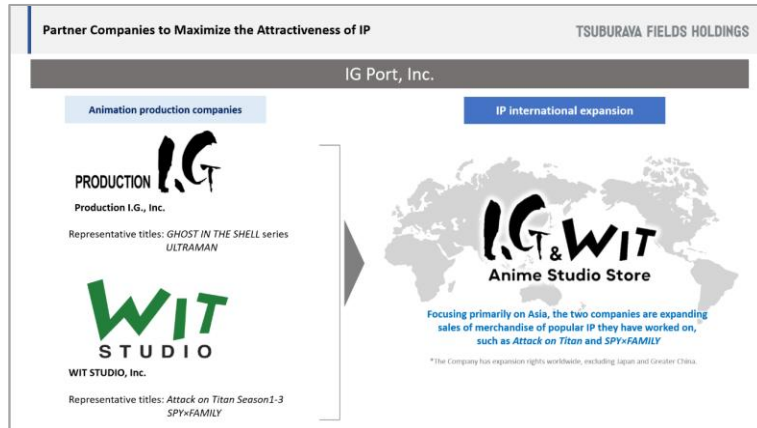 Partner Companies to Maximize the Attractiveness of IP
TSUBURAYA FIELDS HOLDINGS
IG Port, Inc.
Animation production companies
PRODUCTION I.G
Production I.G., Inc.
Representative titles: GHOST IN THE SHELL series
ULTRAMAN
WIT
STUDIO
WIT STUDIO, Inc.
Representative titles: Attack on Titan Season1-3
SPY×FAMILY
IP international expansion
I.G & WIT
Anime Studio Store
Focusing primarily on Asia, the two companies are expanding
sales of merchandise of popular IP they have worked on,
such as Attack on Titan and SPY×FAMILY
*The Company has expansion rights worldwide, excluding Japan and Greater China.